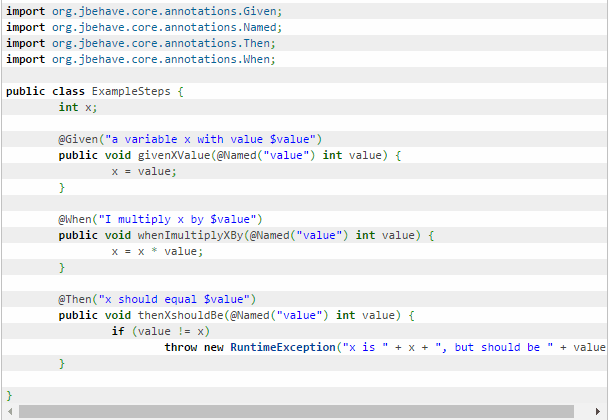 import org.jbehave.core.annotations.Given;
import org.jbehave.core.annotations.Named;
import org.jbehave.core.annotations.Then;
import org.jbehave.core.annotations.When;
public class ExampleSteps {
int x;
@Given("a variable x with value $value")
public void givenXValue(@Named("value") int value) {
x = value;
}
@When("I multiply x by $value")
public void whenImultiplyXBy(@Named("value") int value) {
x = x * value;
}
@Then("x should equal $value")
public void thenXshouldBe(@Named("value") int value) {
if (value != x)
throw new RuntimeException("x is " + x + ", but should be " + value
}
}